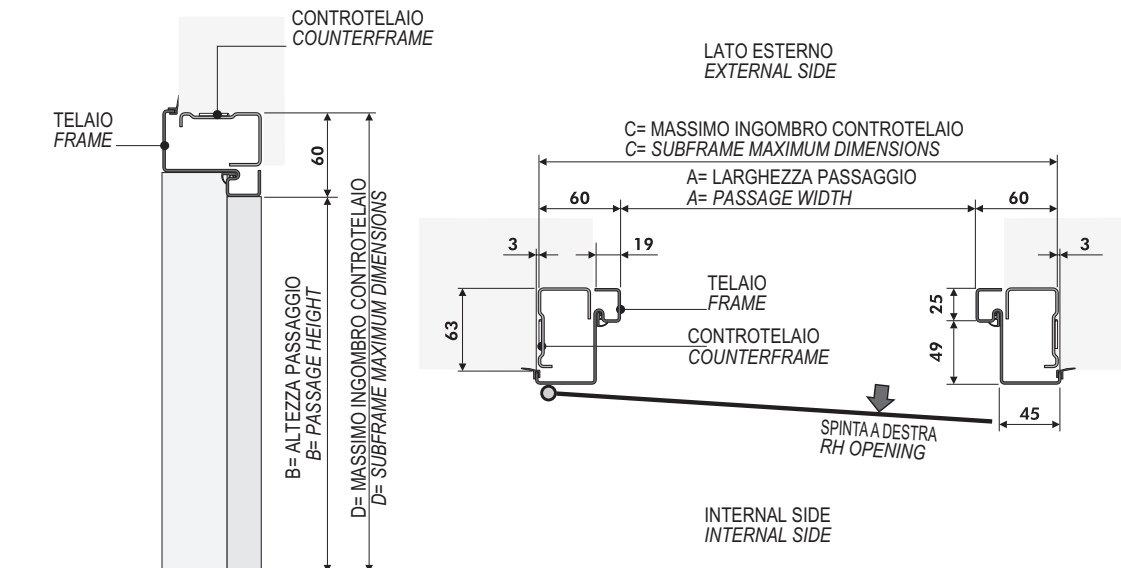 CONTROTELAIO
COUNTERFRAME
TELAIO
FRAME
60
B= ALTEZZA PASSAGGIO
B= PASSAGE HEIGHT
D= MASSIMO INGOMBRO CONTROTELAIO
D= SUBFRAME MAXIMUM DIMENSIONS
LATO ESTERNO
EXTERNAL SIDE
C= MASSIMO INGOMBRO CONTROTELAIO
C= SUBFRAME MAXIMUM DIMENSIONS
A= LARGHEZZA PASSAGGIO
A= PASSAGE WIDTH
60
60
3
19
3
TELAIO
FRAME
63
25
CONTROTELAIO
COUNTERFRAME
49
45
SPINTA A DESTRA
RH OPENING
INTERNAL SIDE
INTERNAL SIDE